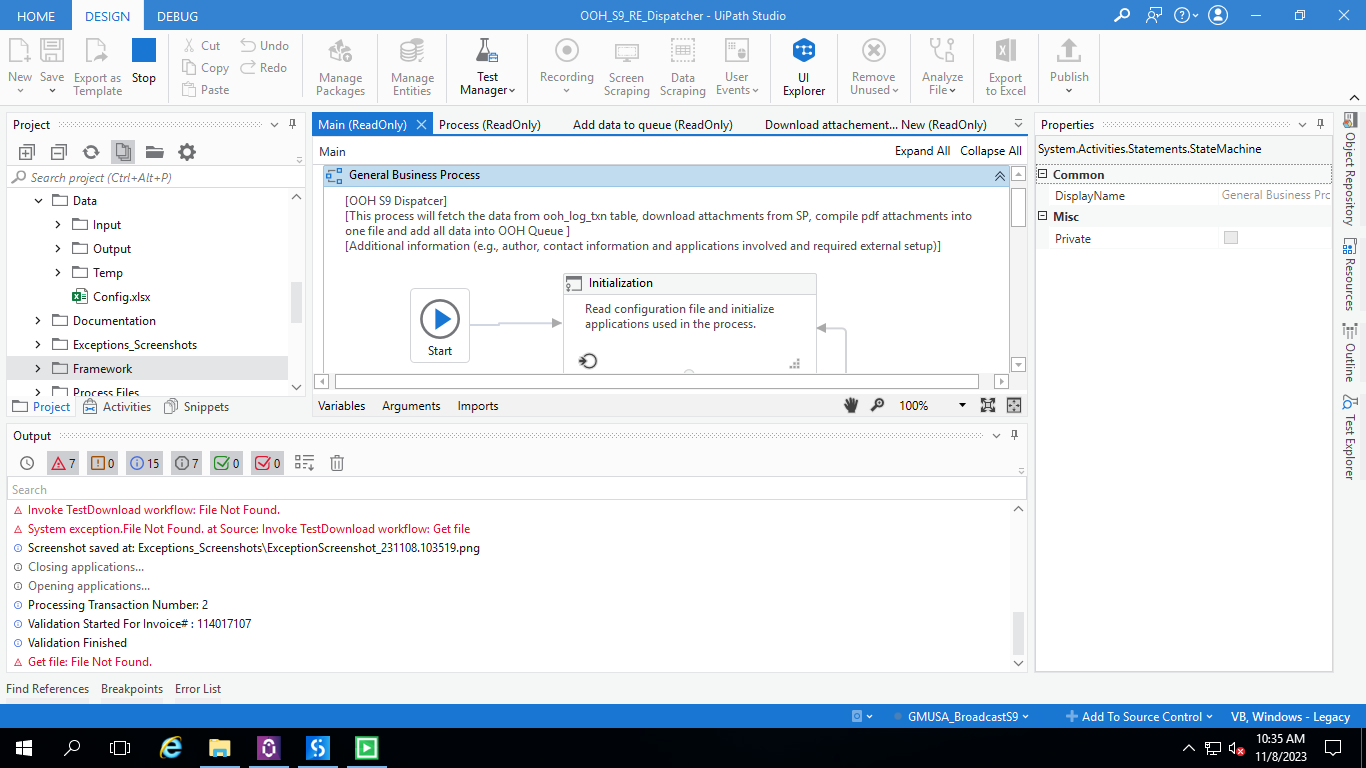 HOME DESIGN DEBUG OOH_S9_RE_Dispatcher - UiPath Studio
New Save Export as Template Stop
Cut Undo
Copy Redo
Paste
Manage Packages
Manage Entities
Test Manager
Recording
Screen Scraping
Data Scraping
User Events
UI Explorer
Remove Unused
Analyze File
Export to Excel
Publish
Project
Search project (Ctrl+Alt+P)
Data
Input
Output
Temp
Config.xlsx
Documentation
Exceptions_Screenshots
Framework
Process Files
Project Activities Snippets
Main (ReadOnly) Process (ReadOnly) Add data to queue (ReadOnly) Download attachement... New (ReadOnly)
Main Expand All Collapse All
General Business Process
[OOH S9 Dispatcer]
[This process will fetch the data from ooh_log_txn table, download attachments from SP, compile pdf attachments into
one file and add all data into OOH Queue ]
[Additional information (e.g., author, contact information and applications involved and required external setup)]
Initialization
Read configuration file and initialize
applications used in the process.
Start
Variables Arguments Imports 100%
Properties
System.Activities.Statements.StateMachine
Common
DisplayName General Business Prc
Misc
Private
Object Repository
Resources
Outline
Test Explorer
Output
7 0 15 7 0 0
Search
Invoke TestDownload workflow: File Not Found.
System exception.File Not Found. at Source: Invoke TestDownload workflow: Get file
Screenshot saved at: Exceptions_Screenshots\ExceptionScreenshot_231108.103519.png
Closing applications...
Opening applications...
Processing Transaction Number: 2
Validation Started For Invoice# : 114017107
Validation Finished
Get file: File Not Found.
Find References Breakpoints Error List
GMUSA_BroadcastS9 Add To Source Control VB, Windows - Legacy
10:35 AM
11/8/2023